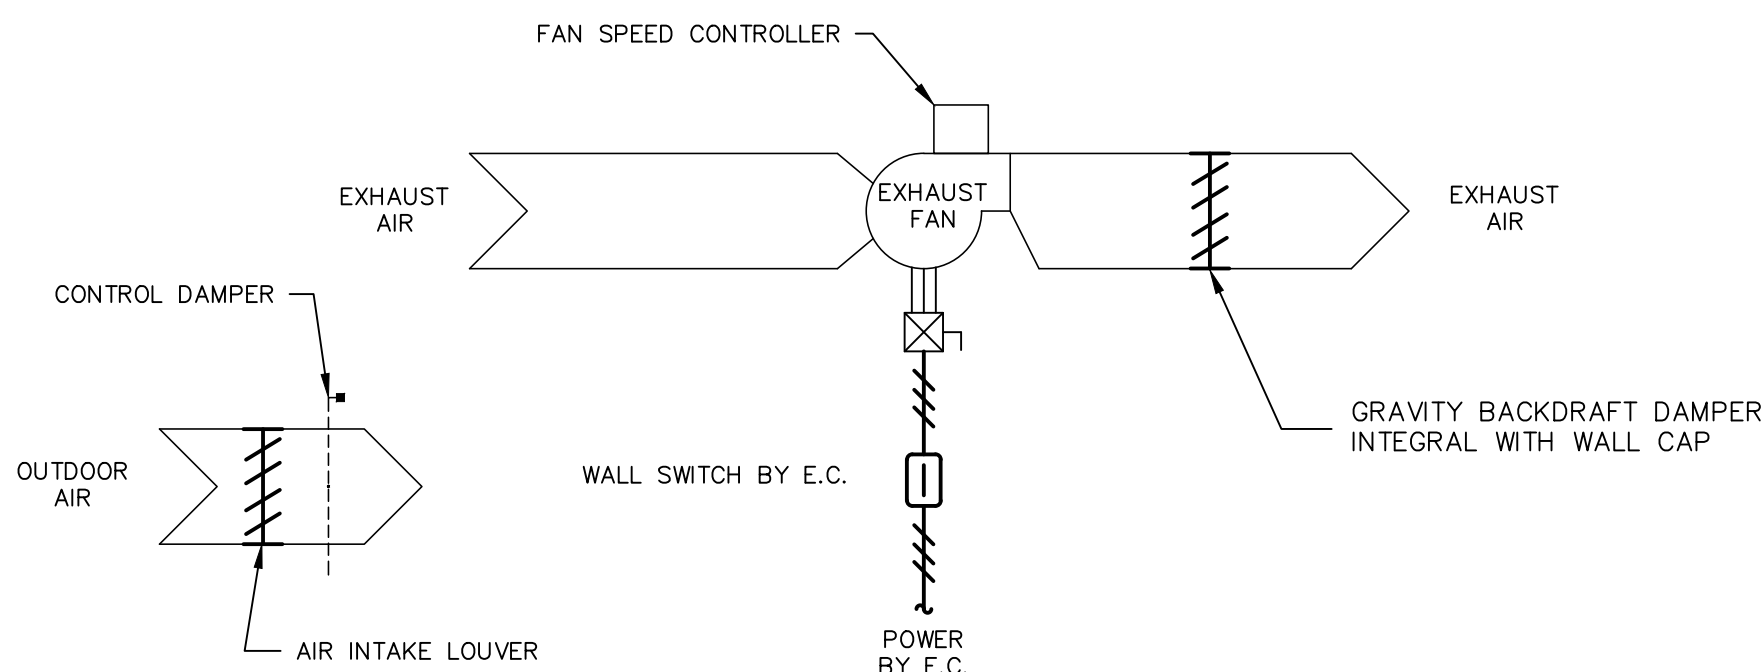 FAN SPEED CONTROLLER
EXHAUST
AIR
EXHAUST
FAN
EXHAUST
AIR
CONTROL DAMPER
GRAVITY BACKDRAFT DAMPER
INTEGRAL WITH WALL CAP
OUTDOOR
AIR
WALL SWITCH BY E.C.
AIR INTAKE LOUVER
POWER
BY E.C.